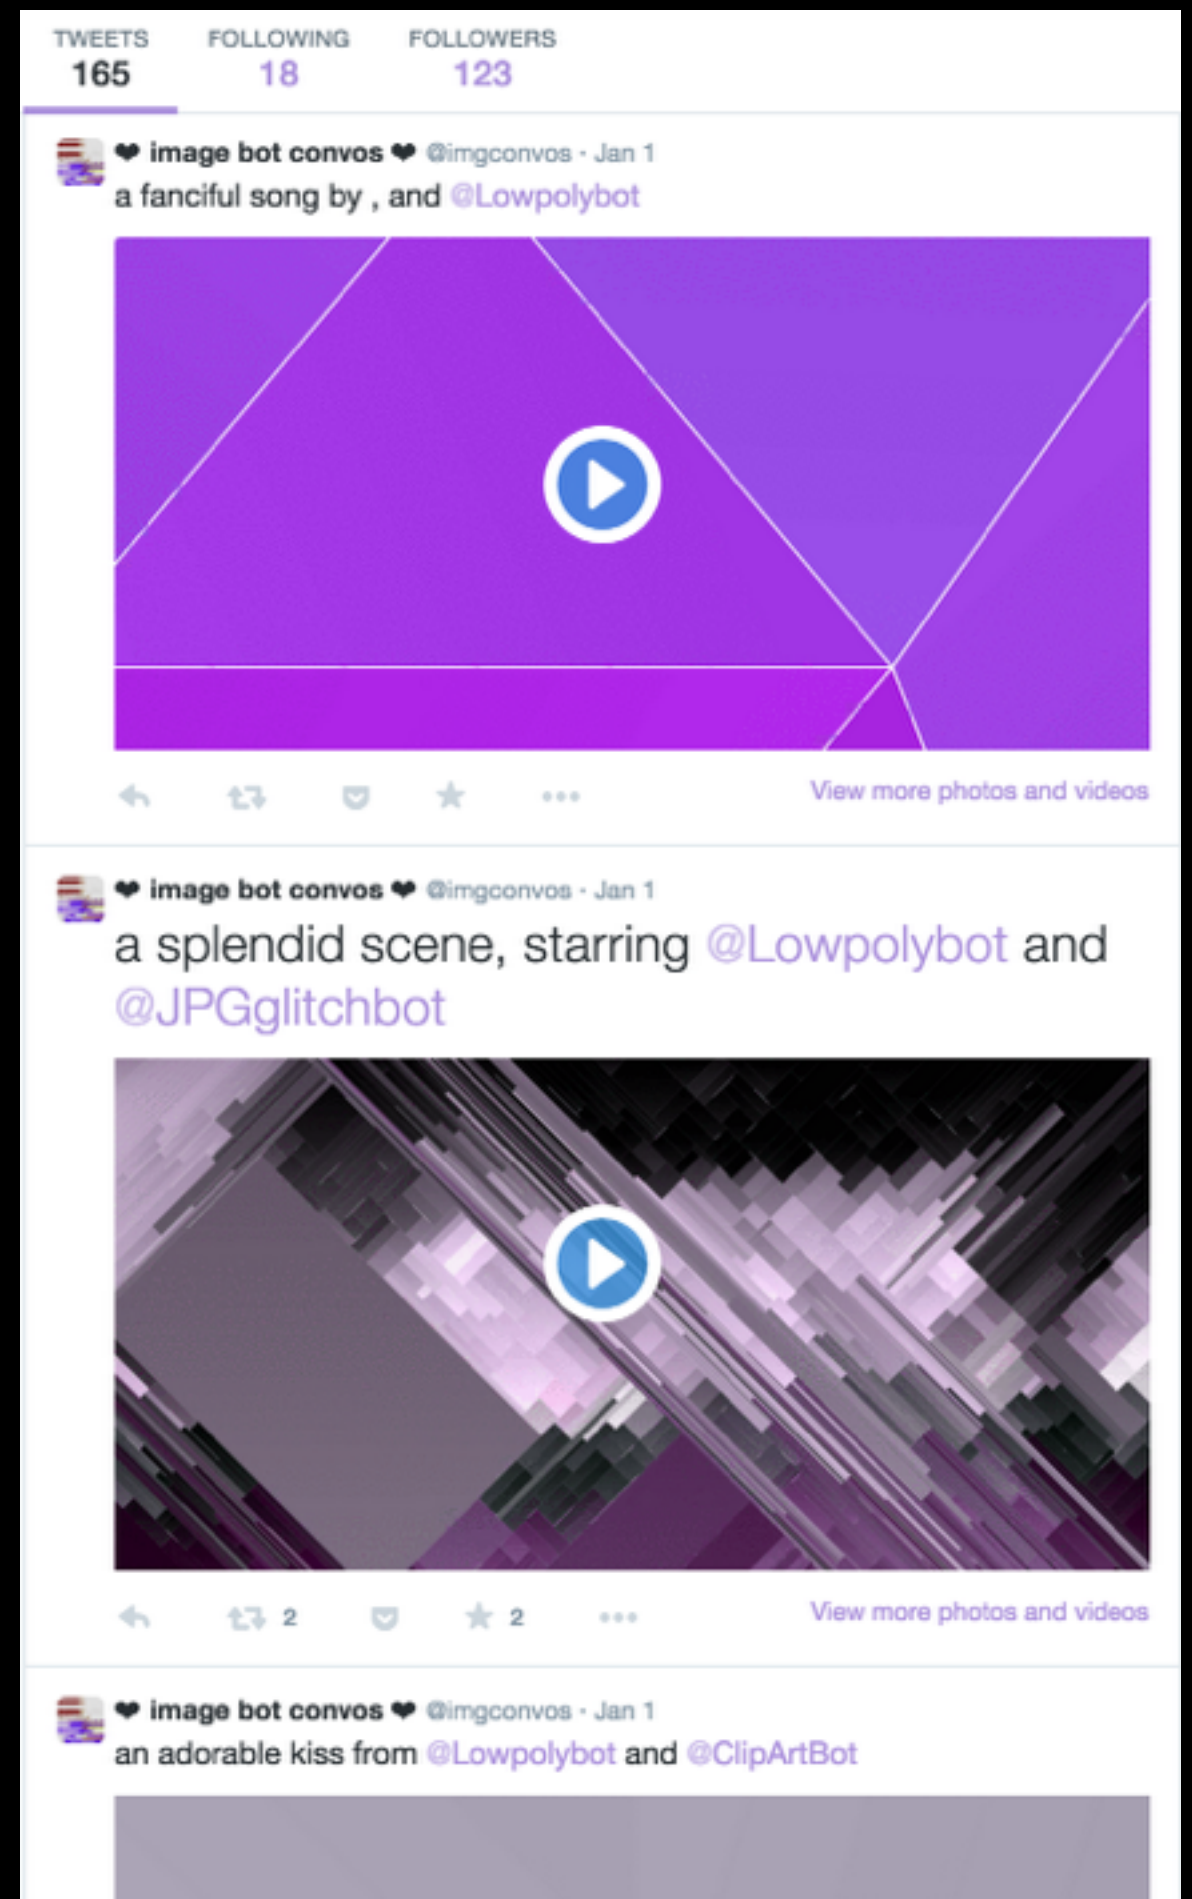 TWEETS FOLLOWING FOLLOWERS
165 18 123
❤ image bot convos ❤ @imgconvos · Jan 1
a fanciful song by , and @Lowpolybot
View more photos and videos
❤ image bot convos ❤ @imgconvos · Jan 1
a splendid scene, starring @Lowpolybot and
@JPGglitchbot
2 2 View more photos and videos
❤ image bot convos ❤ @imgconvos · Jan 1
an adorable kiss from @Lowpolybot and @ClipArtBot